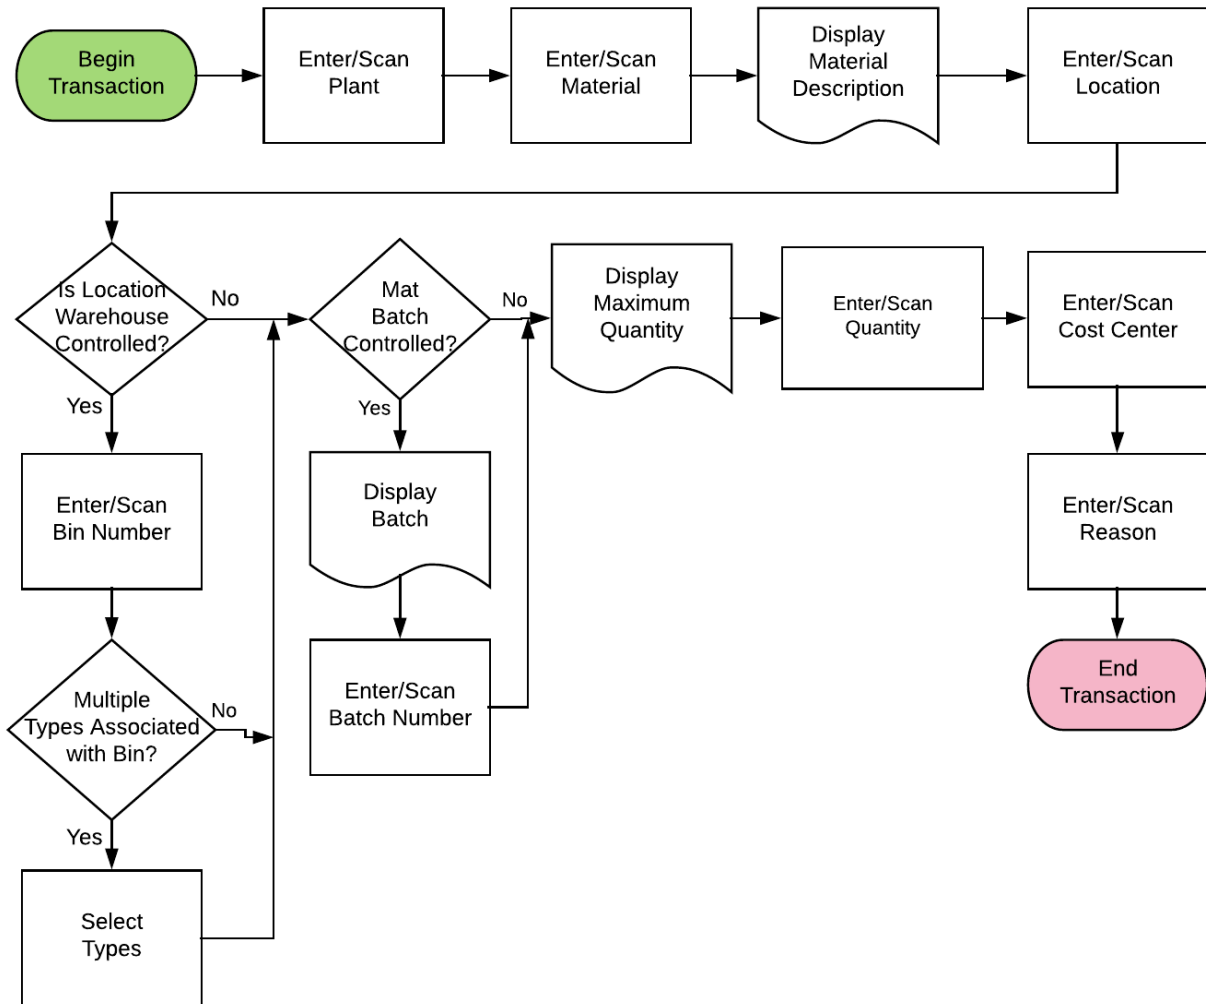 Begin
Transaction
Enter/Scan
Plant
Enter/Scan
Material
Display
Material
Description
Enter/Scan
Location
Is Location
Warehouse
Controlled?
No
Yes
Mat
Batch
Controlled?
No
Yes
Display
Maximum
Quantity
Enter/Scan
Quantity
Enter/Scan
Cost Center
Enter/Scan
Bin Number
Display
Batch
Enter/Scan
Reason
Multiple
Types Associated
with Bin?
No
Yes
Enter/Scan
Batch Number
End
Transaction
Select
Types